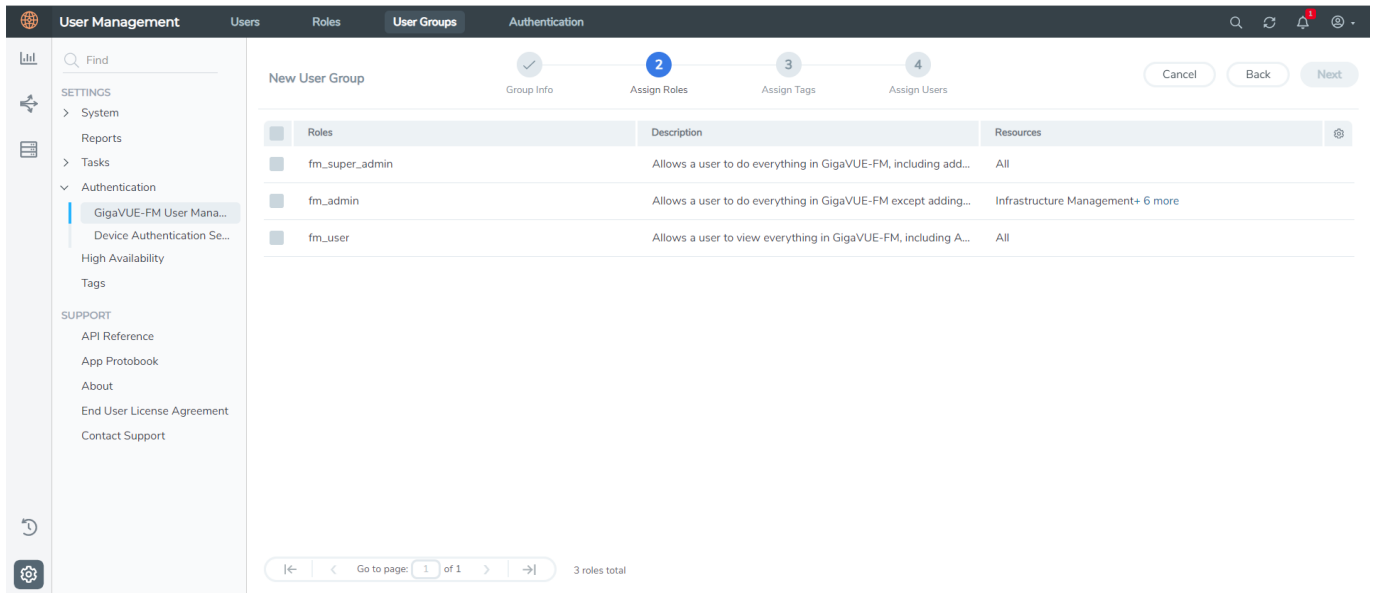 User Management Users Roles User Groups Authentication 1
Find
SETTINGS
System
Reports
Tasks
Authentication
GigaVUE-FM User Mana...
Device Authentication Se...
High Availability
Tags
SUPPORT
API Reference
App Protobook
About
End User License Agreement
Contact Support
New User Group
2 3 4
Group Info Assign Roles Assign Tags Assign Users
Cancel Back Next
Roles Description Resources
fm_super_admin Allows a user to do everything in GigaVUE-FM, including add... All
fm_admin Allows a user to do everything in GigaVUE-FM except adding... Infrastructure Management+ 6 more
fm_user Allows a user to view everything in GigaVUE-FM, including A... All
Go to page: 1 of 1 3 roles total